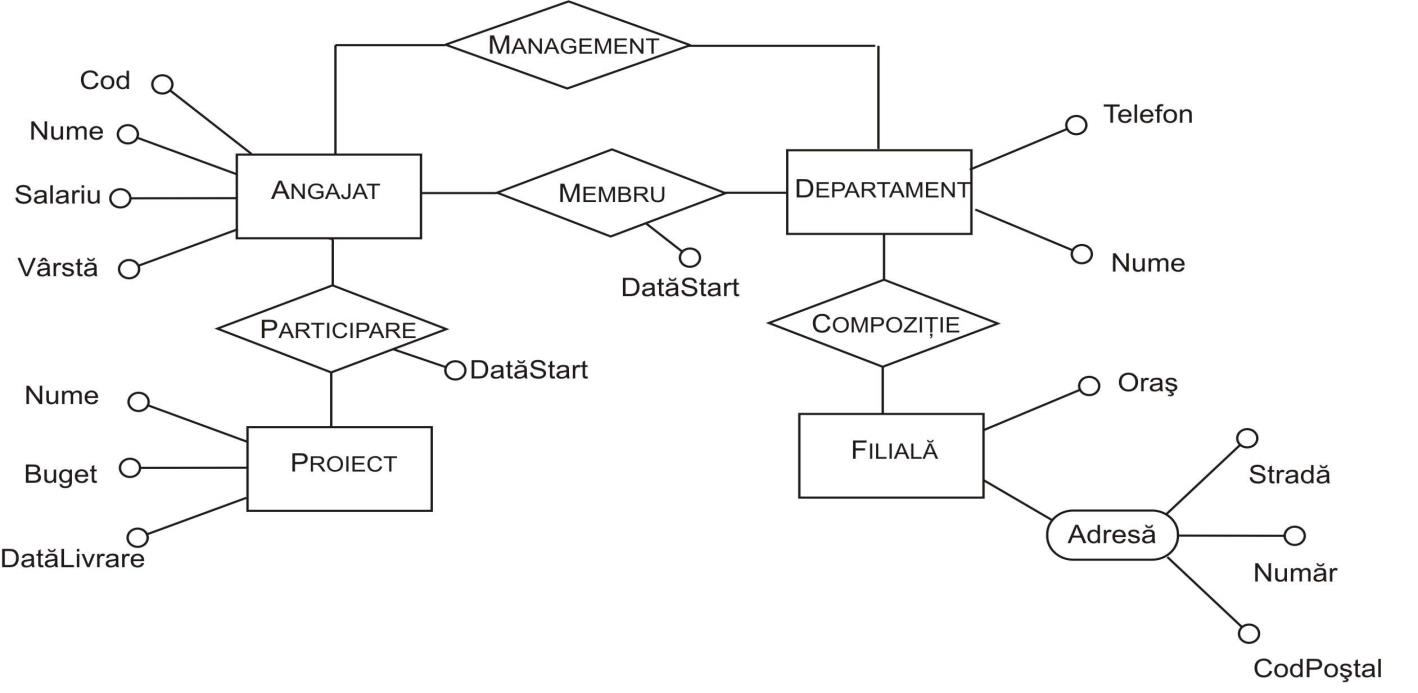 MANAGEMENT
Cod
Telefon
Nume
Salariu
ANGAJAT
MEMBRU
DEPARTAMENT
Vârstă
Nume
DatăStart
PARTICIPARE
COMPOZIȚIE
DatăStart
Nume
Oraş
PROIECT
FILIALĂ
Buget
Stradă
Adresă
DatăLivrare
Număr
CodPoştal